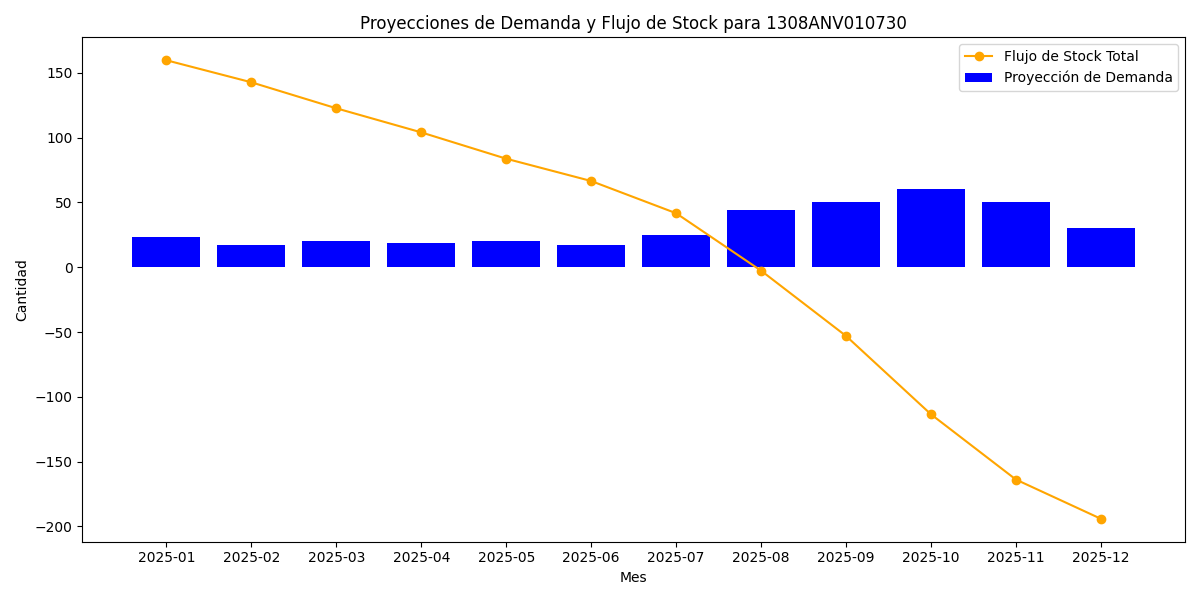 Proyecciones de Demanda y Flujo de Stock para 1308ANV010730
Flujo de Stock Total
Proyección de Demanda
Cantidad
150
100
50
0
−50
−100
−150
−200
2025-01 2025-02 2025-03 2025-04 2025-05 2025-06 2025-07 2025-08 2025-09 2025-10 2025-11 2025-12
Mes